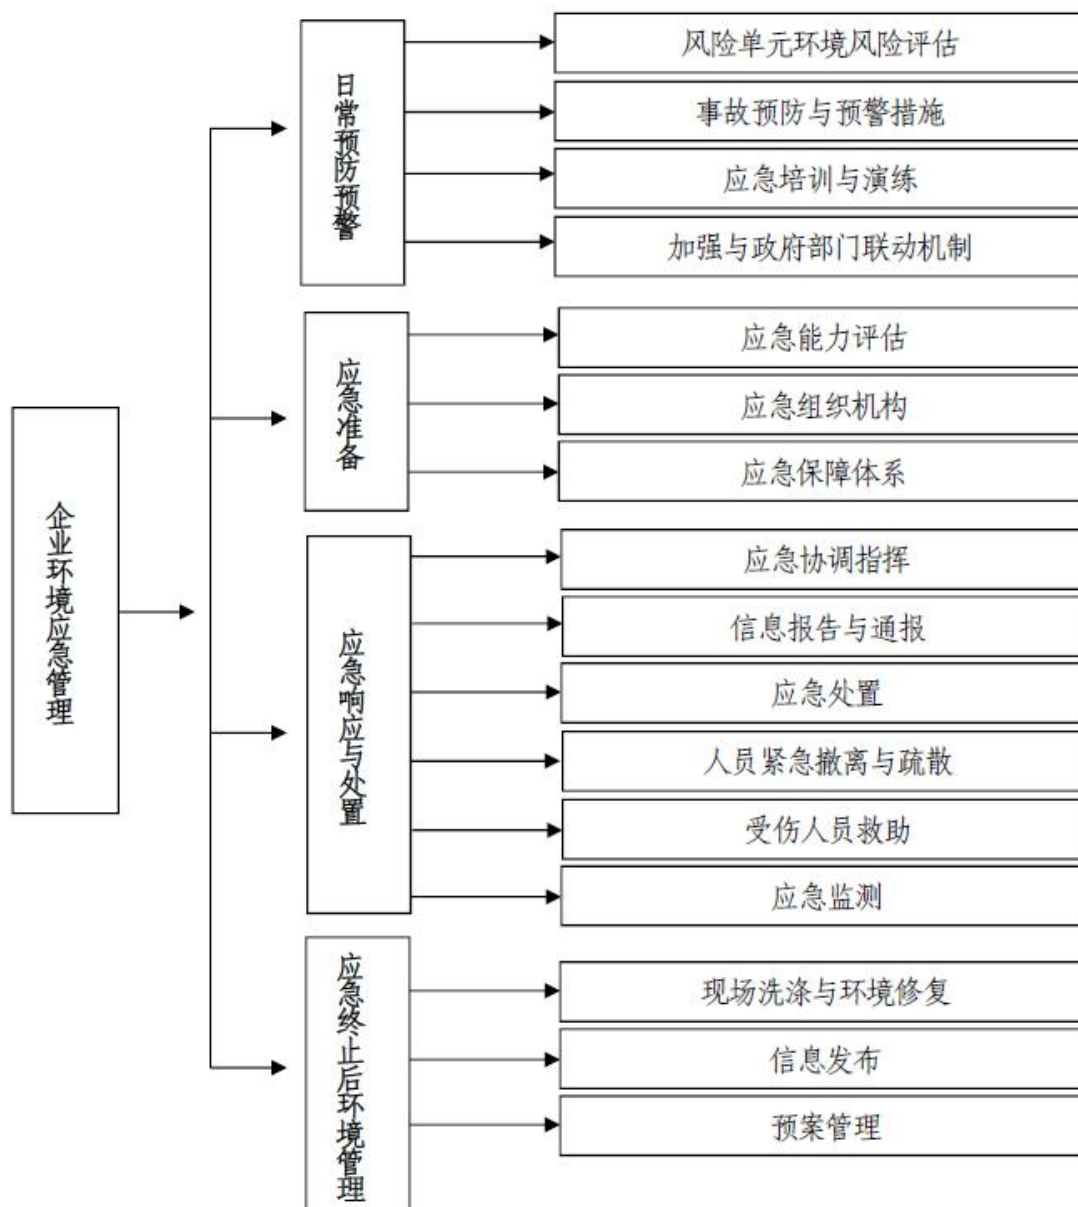 企业环境应急管理
日常预防预警
风险单元环境风险评估
事故预防与预警措施
应急培训与演练
加强与政府部门联动机制
应急准备
应急能力评估
应急组织机构
应急保障体系
应急响应与处置
应急协调指挥
信息报告与通报
应急处置
人员紧急撤离与疏散
受伤人员救助
应急监测
应急终止后环境管理
现场洗涤与环境修复
信息发布
预案管理